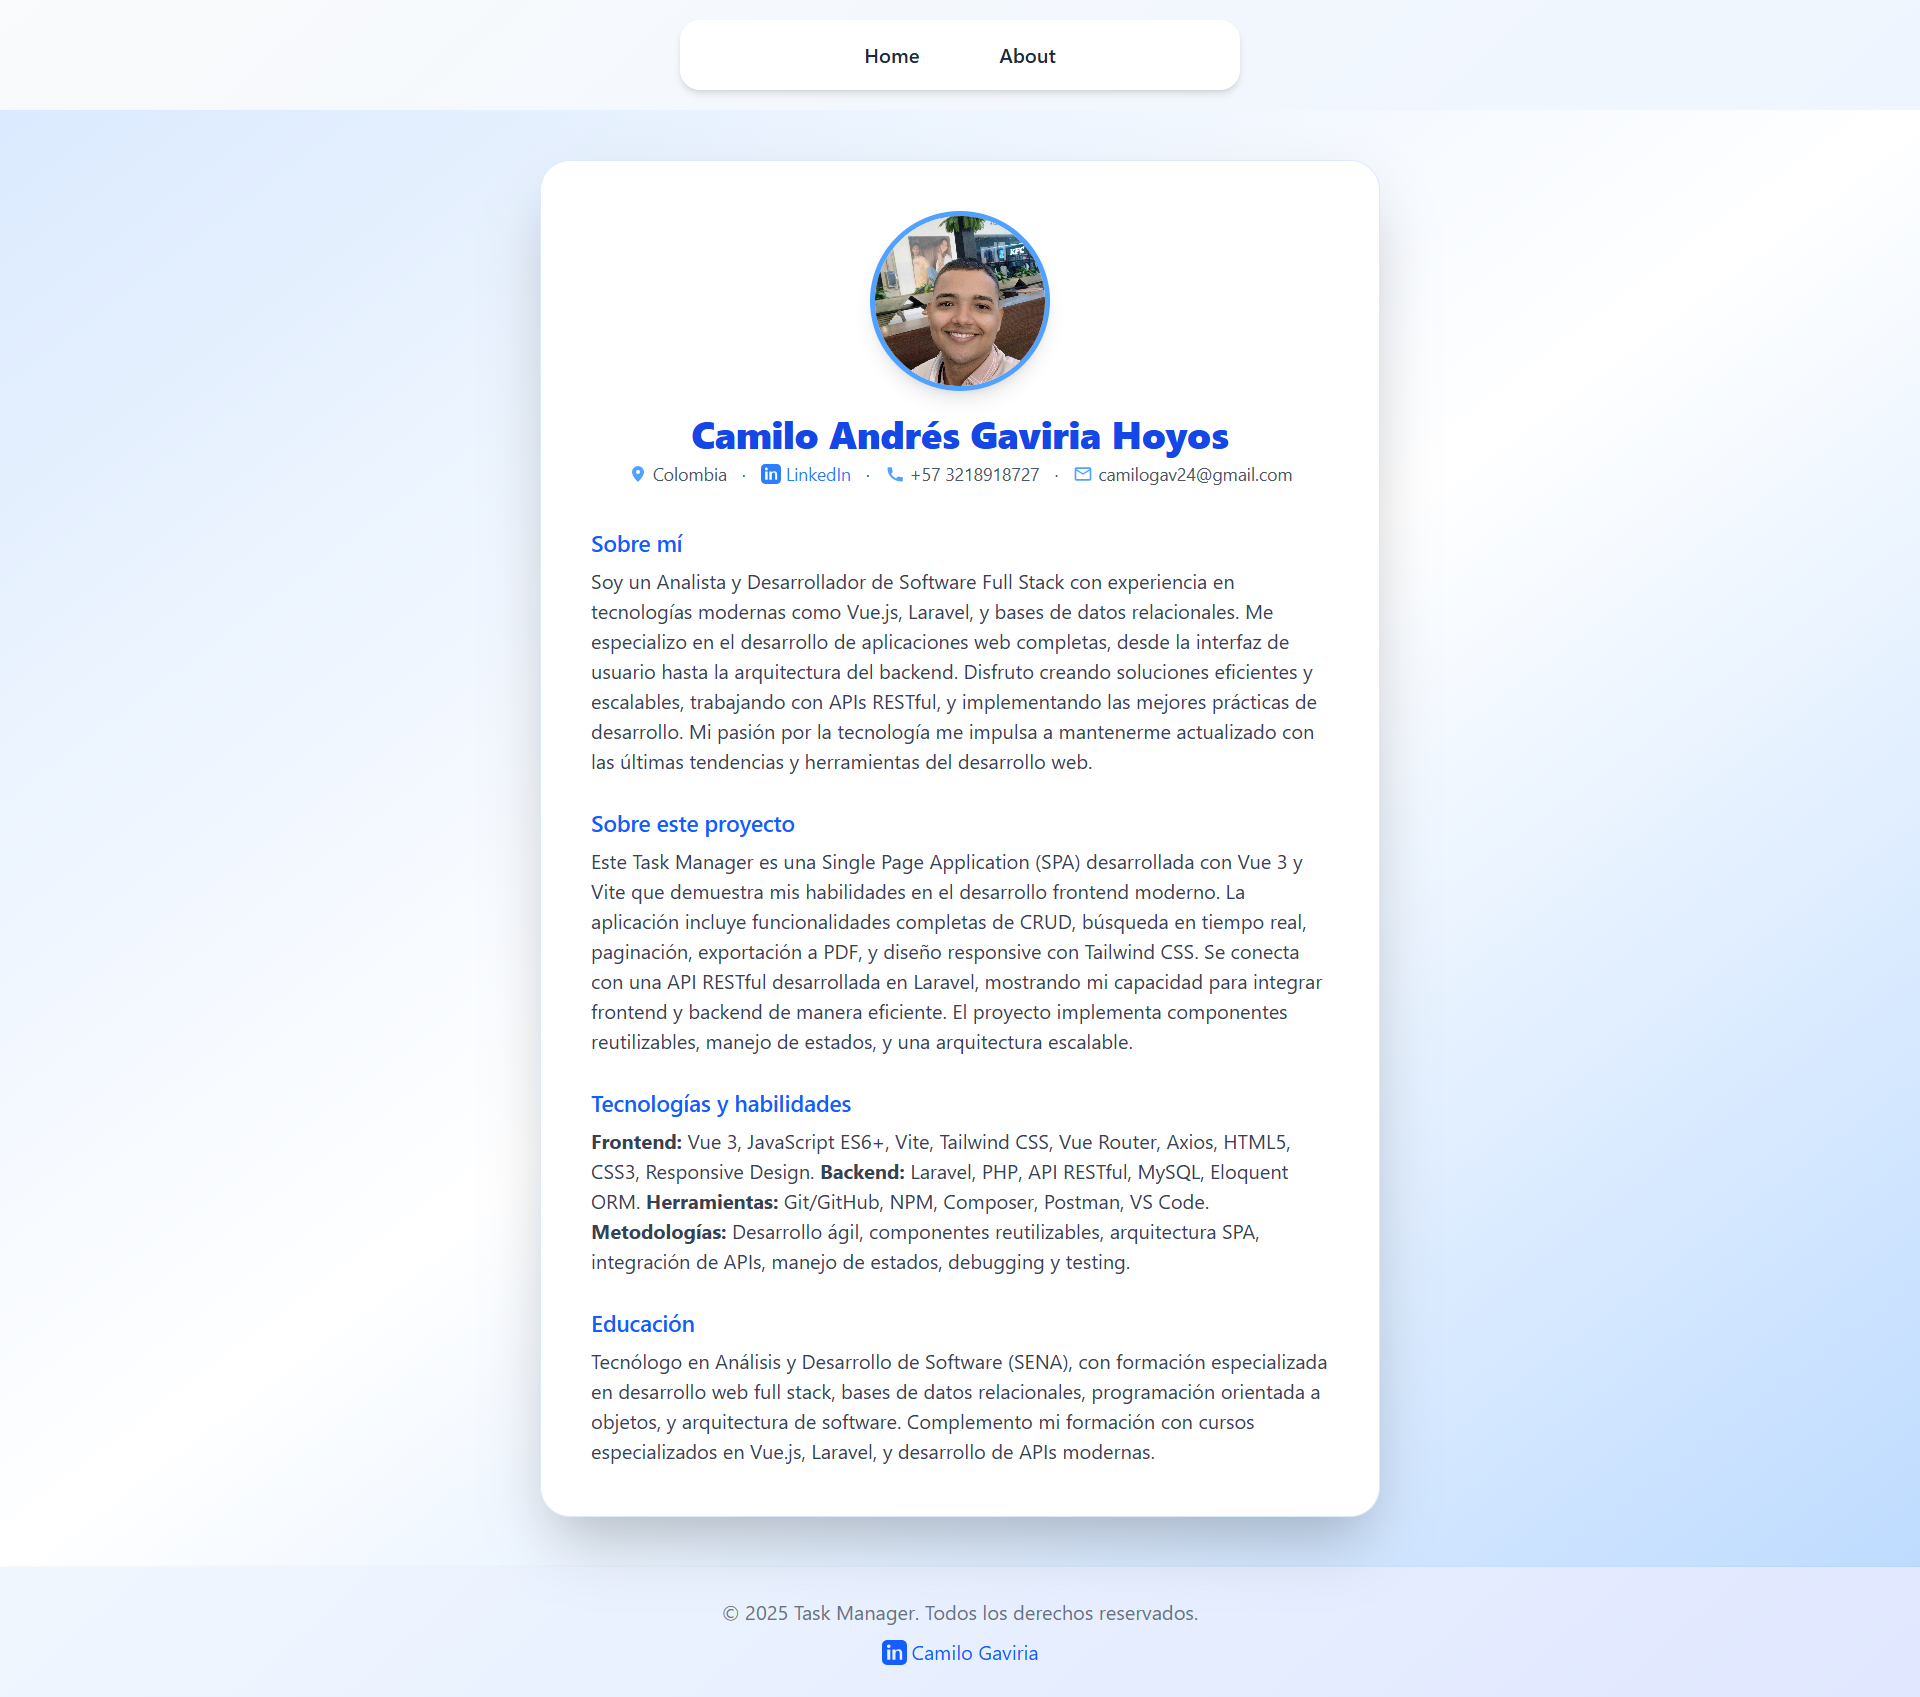 Home About
KFC
Camilo Andrés Gaviria Hoyos
Colombia · LinkedIn · +57 3218918727 · camilogav24@gmail.com
Sobre mí
Soy un Analista y Desarrollador de Software Full Stack con experiencia en
tecnologías modernas como Vue.js, Laravel, y bases de datos relacionales. Me
especializo en el desarrollo de aplicaciones web completas, desde la interfaz de
usuario hasta la arquitectura del backend. Disfruto creando soluciones eficientes y
escalables, trabajando con APIs RESTful, y implementando las mejores prácticas de
desarrollo. Mi pasión por la tecnología me impulsa a mantenerme actualizado con
las últimas tendencias y herramientas del desarrollo web.
Sobre este proyecto
Este Task Manager es una Single Page Application (SPA) desarrollada con Vue 3 y
Vite que demuestra mis habilidades en el desarrollo frontend moderno. La
aplicación incluye funcionalidades completas de CRUD, búsqueda en tiempo real,
paginación, exportación a PDF, y diseño responsive con Tailwind CSS. Se conecta
con una API RESTful desarrollada en Laravel, mostrando mi capacidad para integrar
frontend y backend de manera eficiente. El proyecto implementa componentes
reutilizables, manejo de estados, y una arquitectura escalable.
Tecnologías y habilidades
Frontend: Vue 3, JavaScript ES6+, Vite, Tailwind CSS, Vue Router, Axios, HTML5,
CSS3, Responsive Design. Backend: Laravel, PHP, API RESTful, MySQL, Eloquent
ORM. Herramientas: Git/GitHub, NPM, Composer, Postman, VS Code.
Metodologías: Desarrollo ágil, componentes reutilizables, arquitectura SPA,
integración de APIs, manejo de estados, debugging y testing.
Educación
Tecnólogo en Análisis y Desarrollo de Software (SENA), con formación especializada
en desarrollo web full stack, bases de datos relacionales, programación orientada a
objetos, y arquitectura de software. Complemento mi formación con cursos
especializados en Vue.js, Laravel, y desarrollo de APIs modernas.
© 2025 Task Manager. Todos los derechos reservados.
in Camilo Gaviria